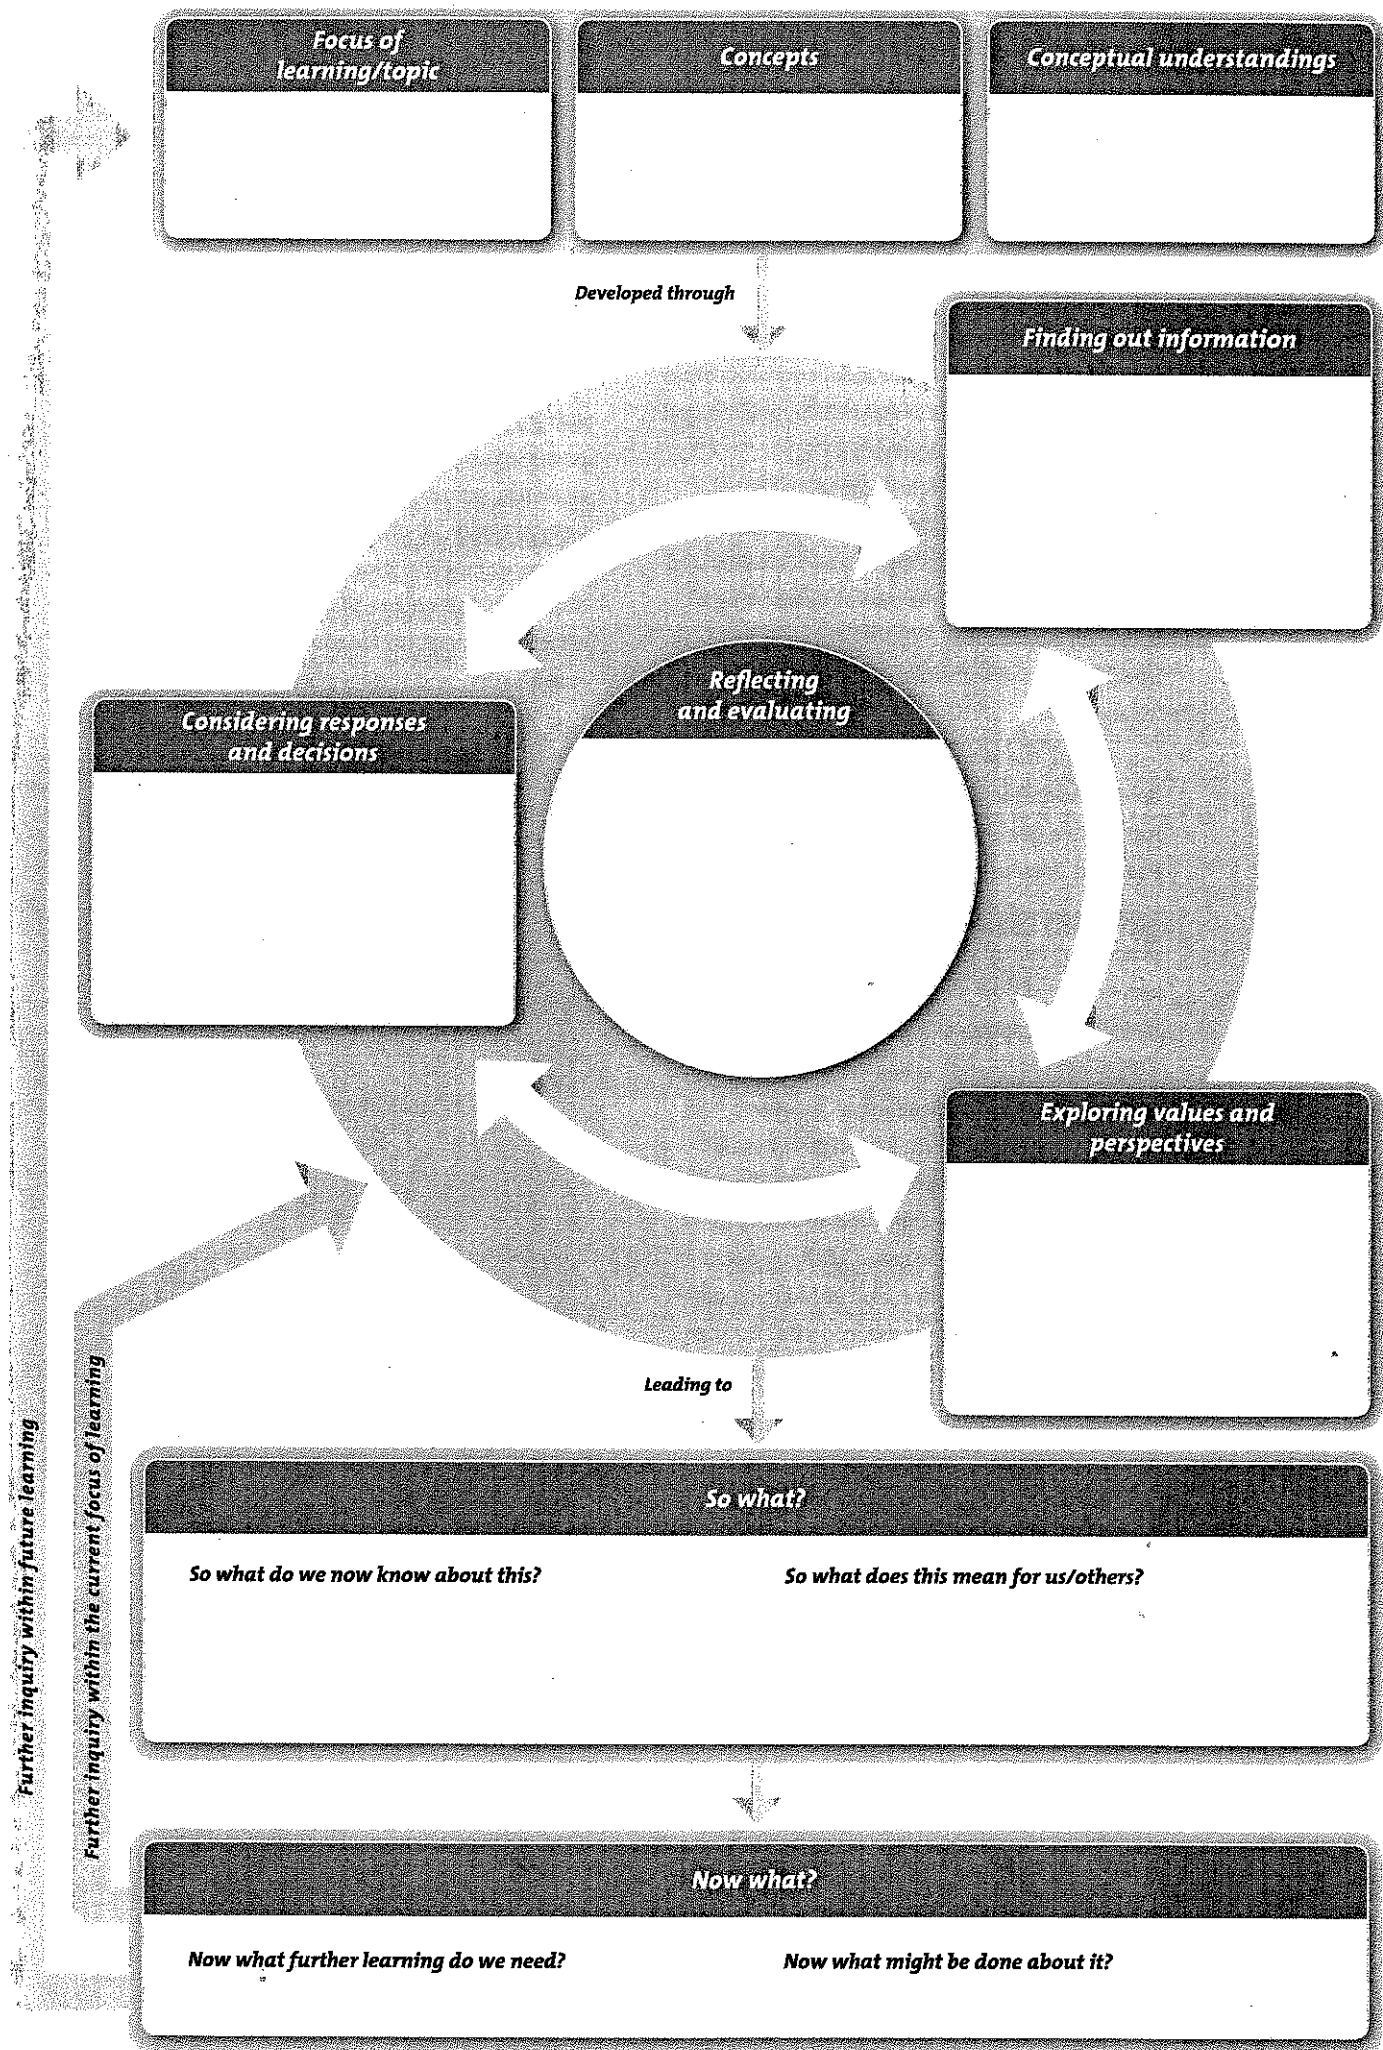 Focus of
learning/topic
Concepts
Conceptual understandings
Developed through
Finding out information
Reflecting
and evaluating
Considering responses
and decisions
Exploring values and
perspectives
Leading to
So what?
So what do we now know about this?
So what does this mean for us/others?
Now what?
Now what further learning do we need?
Now what might be done about it?
Further inquiry within future learning
Further inquiry within the current focus of learning